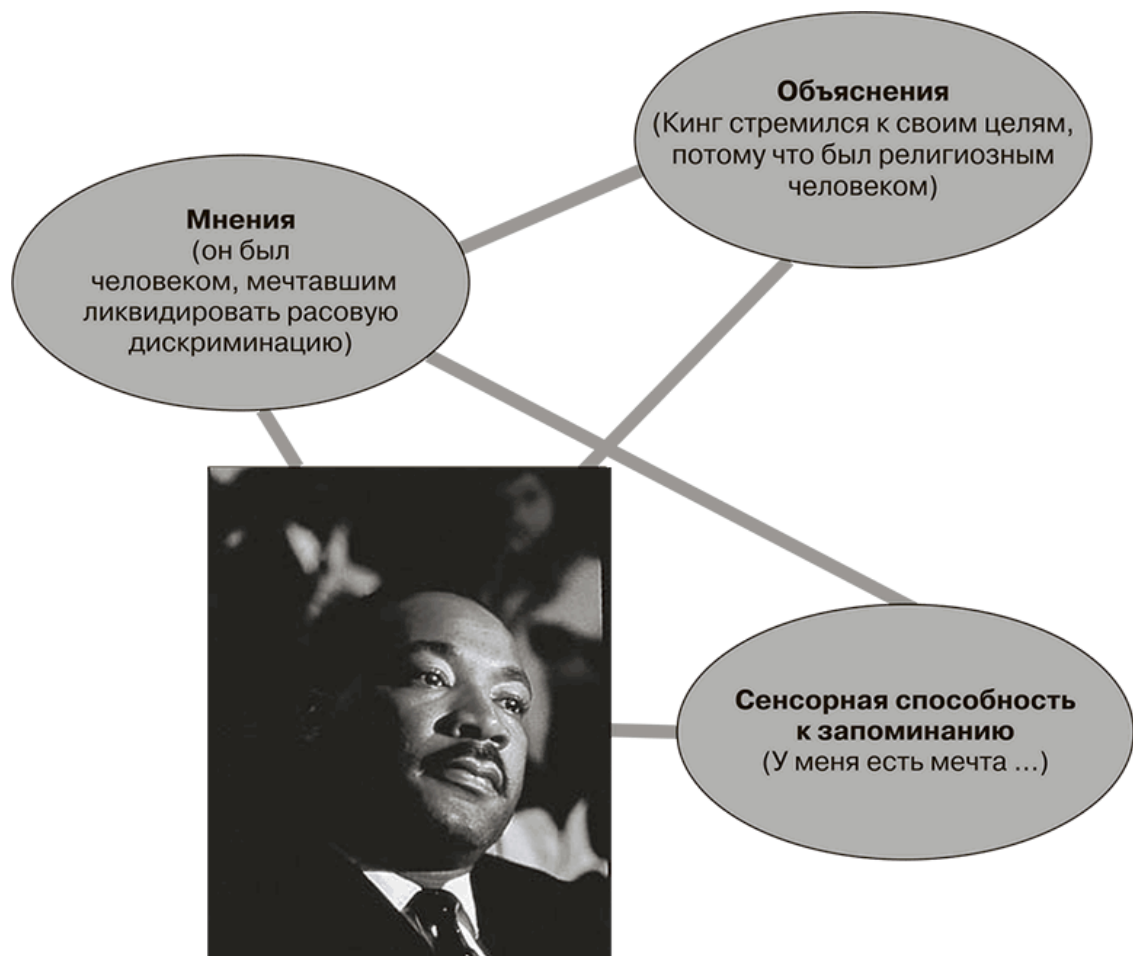 Объяснения
(Кинг стремился к своим целям,
потому что был религиозным
человеком)
Мнения
(он был
человеком, мечтавшим
ликвидировать расовую
дискриминацию)
Сенсорная способность
к запоминанию
(У меня есть мечта ...)